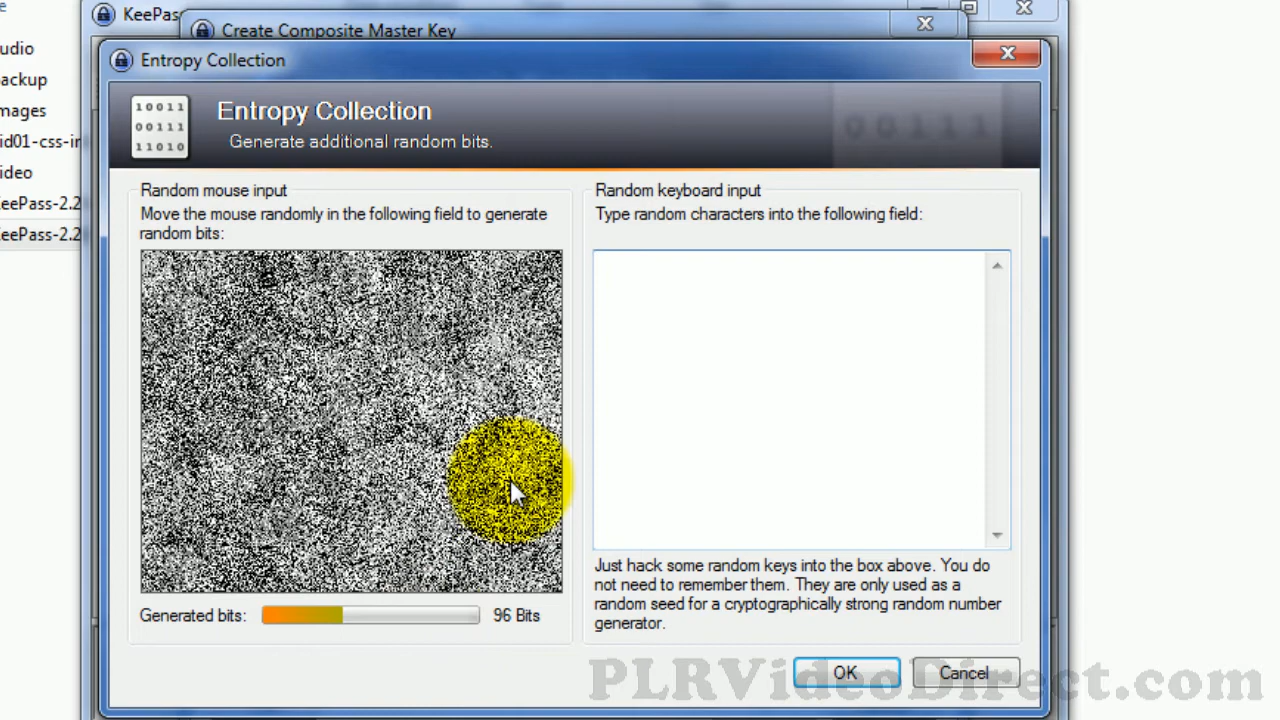 KeePas
Create Composite Master Key
Entropy Collection
udio
ackup
mages
id01-css-in
ideo
eePass-2.2
eePass-2.2
10011
00111
11010
Entropy Collection
Generate additional random bits.
00111
Random mouse input
Move the mouse randomly in the following field to generate
random bits:
Generated bits:
96 Bits
Random keyboard input
Type random characters into the following field:
Just hack some random keys into the box above. You do
not need to remember them. They are only used as a
random seed for a cryptographically strong random number
generator.
OK
Cancel
PLRVideoDirect.com